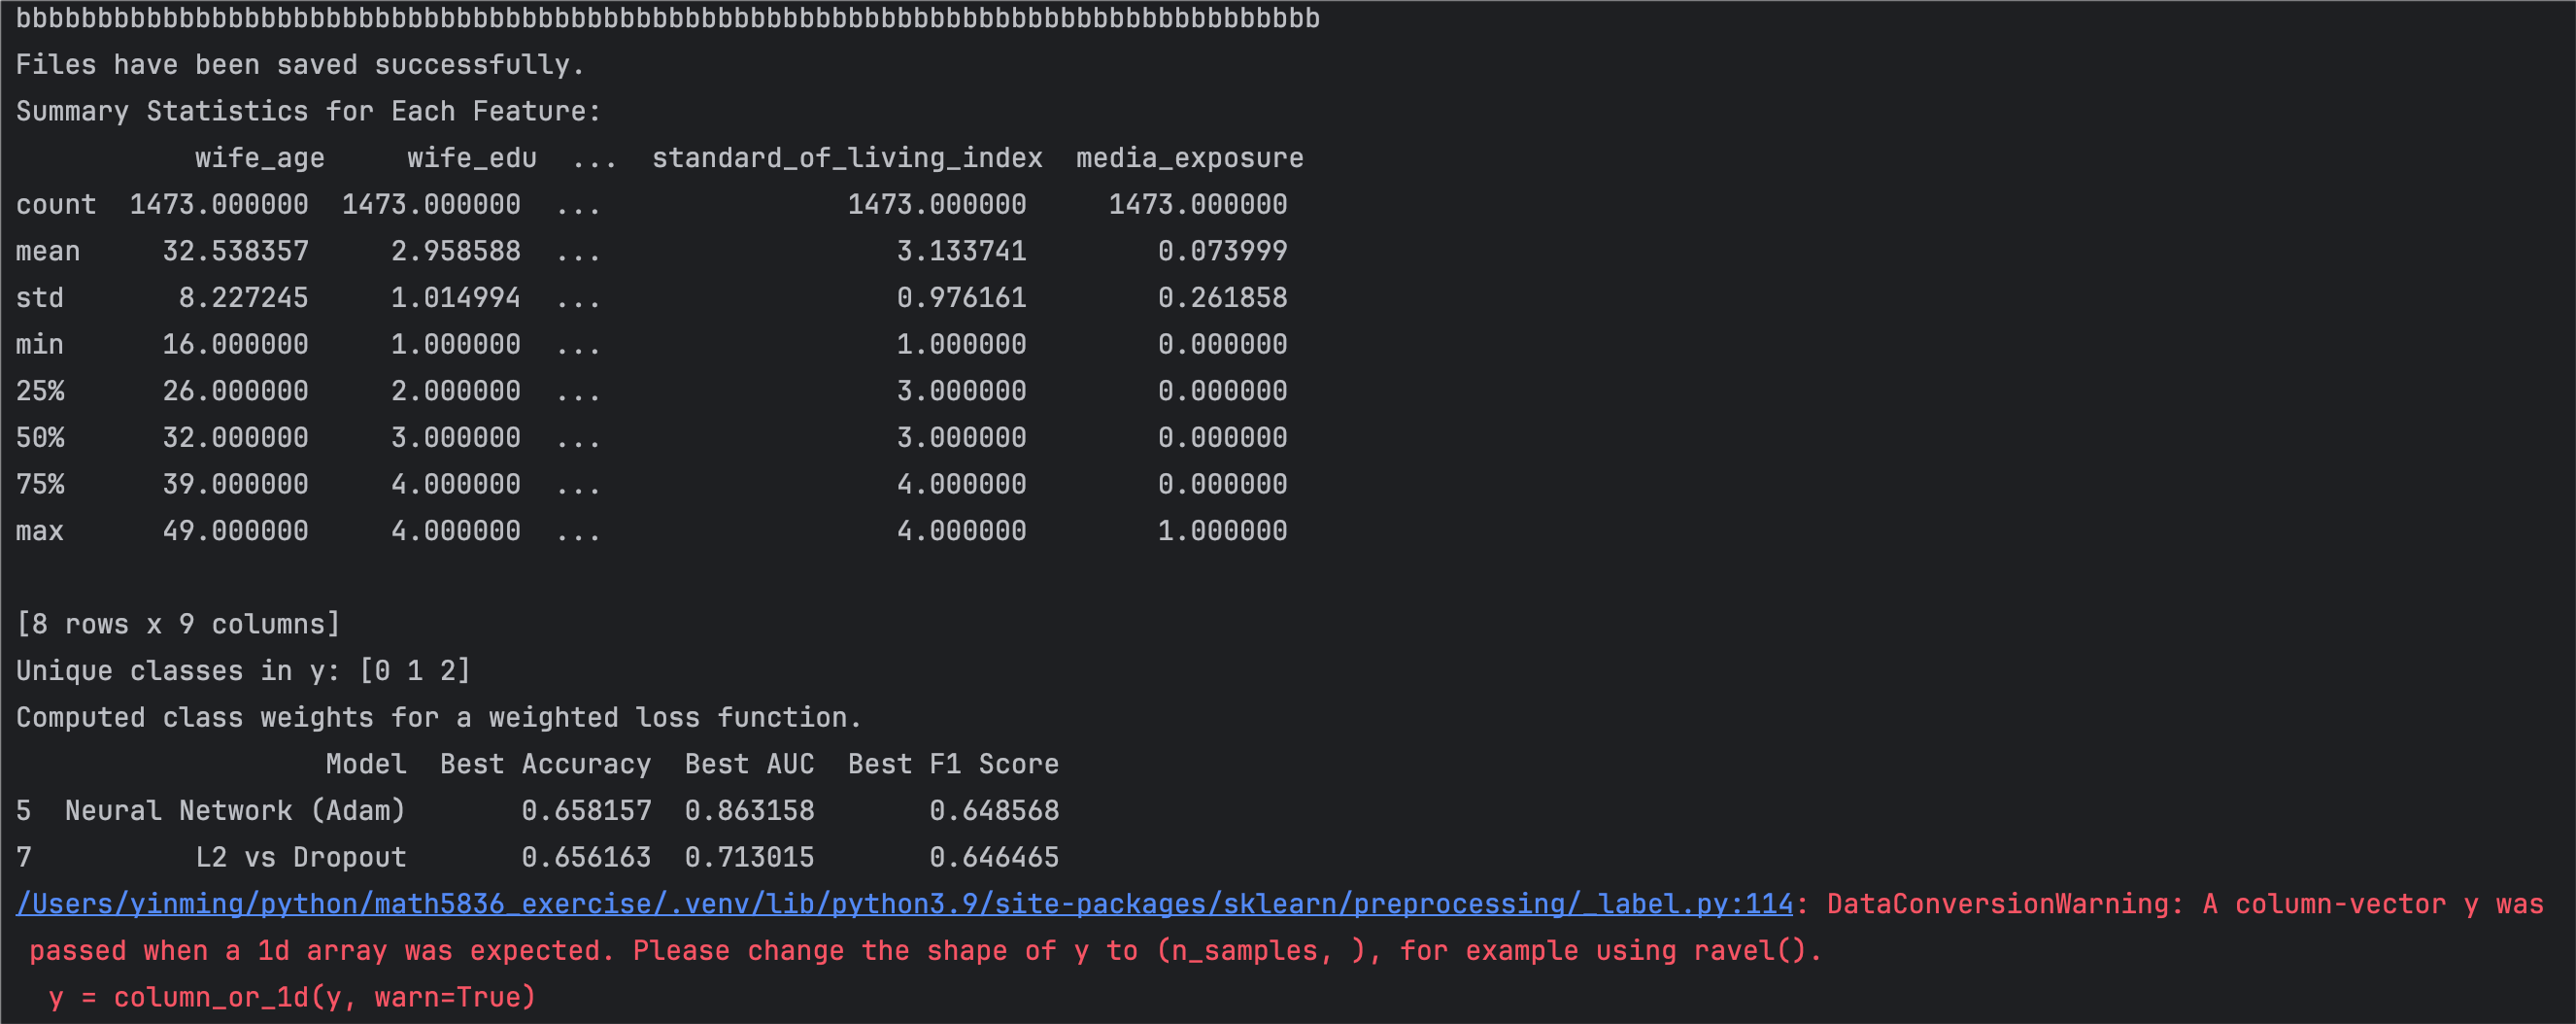 bbbbbbbbbbbbbbbbbbbbbbbbbbbbbbbbbbbbbbbbbbbbbbbbbbbbbbbbbbbbbbbbbbbbbbbbbbbbbbbb
Files have been saved successfully.
Summary Statistics for Each Feature:
           wife_age     wife_edu  ...  standard_of_living_index  media_exposure
count  1473.000000  1473.000000  ...               1473.000000     1473.000000
mean     32.538357     2.958588  ...                  3.133741        0.073999
std       8.227245     1.014994  ...                  0.976161        0.261858
min      16.000000     1.000000  ...                  1.000000        0.000000
25%      26.000000     2.000000  ...                  3.000000        0.000000
50%      32.000000     3.000000  ...                  3.000000        0.000000
75%      39.000000     4.000000  ...                  4.000000        0.000000
max      49.000000     4.000000  ...                  4.000000        1.000000
[8 rows x 9 columns]
Unique classes in y: [0 1 2]
Computed class weights for a weighted loss function.
                   Model  Best Accuracy  Best AUC  Best F1 Score
5  Neural Network (Adam)       0.658157  0.863158       0.648568
7          L2 vs Dropout       0.656163  0.713015       0.646465
/Users/yinming/python/math5836_exercise/.venv/lib/python3.9/site-packages/sklearn/preprocessing/_label.py:114: DataConversionWarning: A column-vector y was
passed when a 1d array was expected. Please change the shape of y to (n_samples, ), for example using ravel().
  y = column_or_1d(y, warn=True)